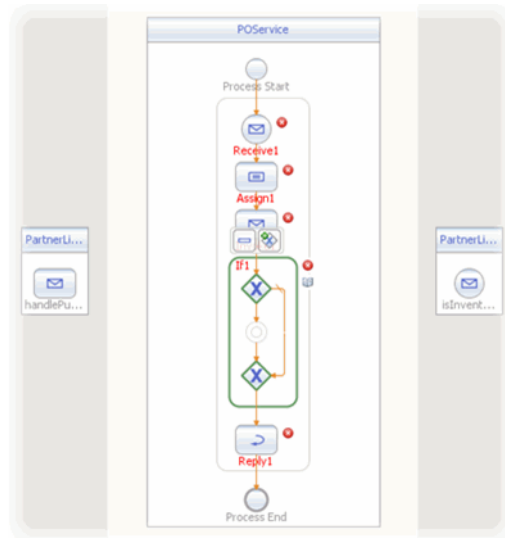 POService
Process Start
Receive1
Assign1
PartnerLi...
handlePu...
PartnerLi...
isInvent...
If1
Reply1
Process End